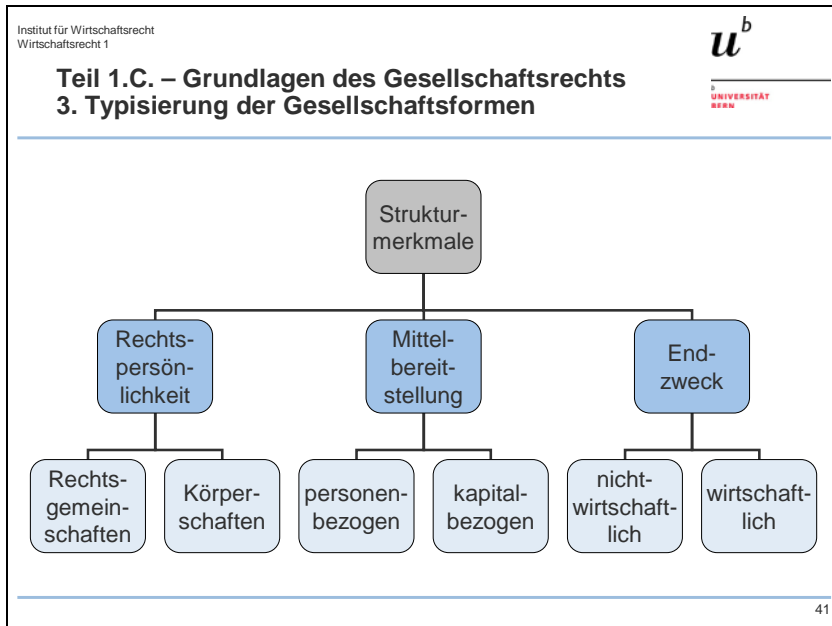 Institut für Wirtschaftsrecht
Wirtschaftsrecht 1
u^b
b
UNIVERSITÄT
BERN
Teil 1.C. – Grundlagen des Gesellschaftsrechts
3. Typisierung der Gesellschaftsformen
Struktur-
merkmale
Rechts-
persön-
lichkeit
Mittel-
bereit-
stellung
End-
zweck
Rechts-
gemein-
schaften
Körper-
schaften
personen-
bezogen
kapital-
bezogen
nicht-
wirtschaft-
lich
wirtschaft-
lich
41